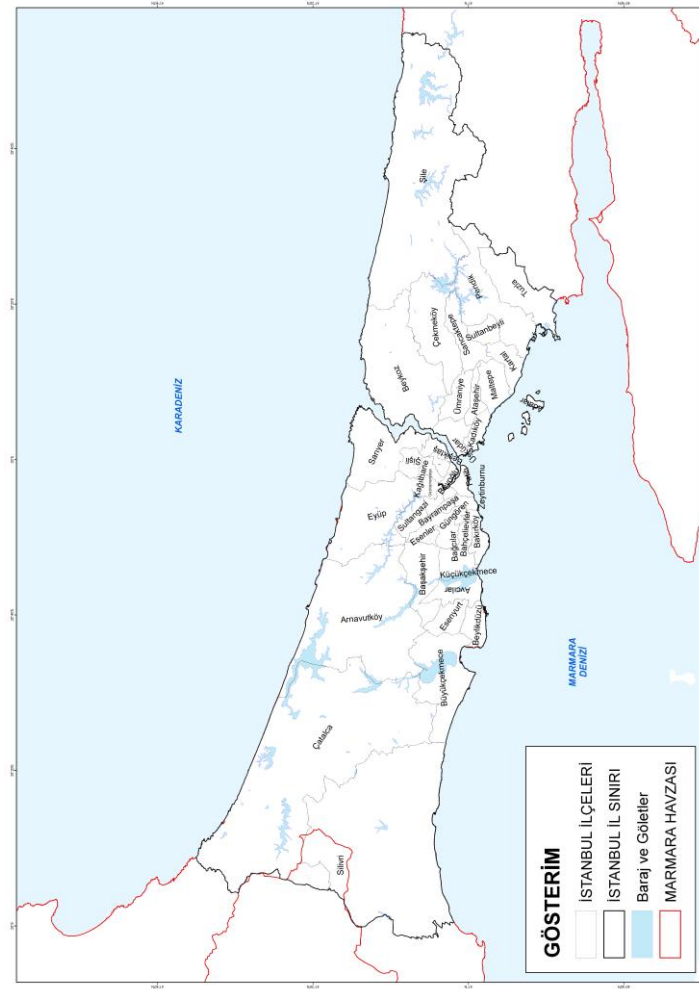 KARADENİZ
Şile
Beykoz
Çekmeköy
Pendik
Tuzla
Sancaktepe
Sultanbeyli
Kartal
Maltepe
Ümraniye
Ataşehir
Kadıköy
Adalar
Sarıyer
Şişli
Kağıthane
Eyüp
Sultangazi
Bayrampaşa
Esenler
Güngören
Zeytinburnu
Bağcılar
Bahçelievler
Bakırköy
Başakşehir
Küçükçekmece
Avcılar
Arnavutköy
Esenyurt
Beylikdüzü
Büyükçekmece
Çatalca
Silivri
MARMARA
DENİZİ
GÖSTERİM
İSTANBUL İLÇELERİ
İSTANBUL İL SINIRI
Baraj ve Göletler
MARMARA HAVZASI